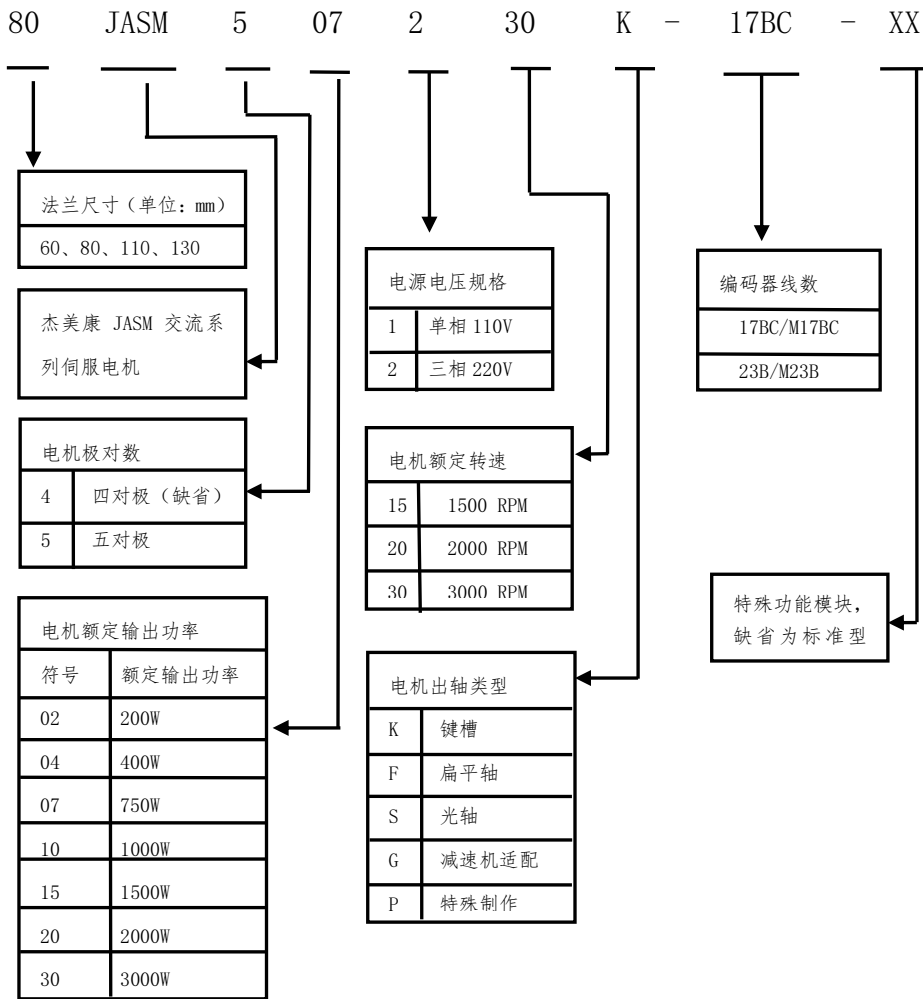 80 JASM 5 07 2 30 K - 17BC - XX
法兰尺寸（单位：mm）
60、80、110、130
杰美康 JASM 交流系
列伺服电机
电机极对数
4 四对极（缺省）
5 五对极
电机额定输出功率
符号 额定输出功率
02 200W
04 400W
07 750W
10 1000W
15 1500W
20 2000W
30 3000W
电源电压规格
1 单相 110V
2 三相 220V
电机额定转速
15 1500 RPM
20 2000 RPM
30 3000 RPM
电机出轴类型
K 键槽
F 扁平轴
S 光轴
G 减速机适配
P 特殊制作
编码器线数
17BC/M17BC
23B/M23B
特殊功能模块，
缺省为标准型